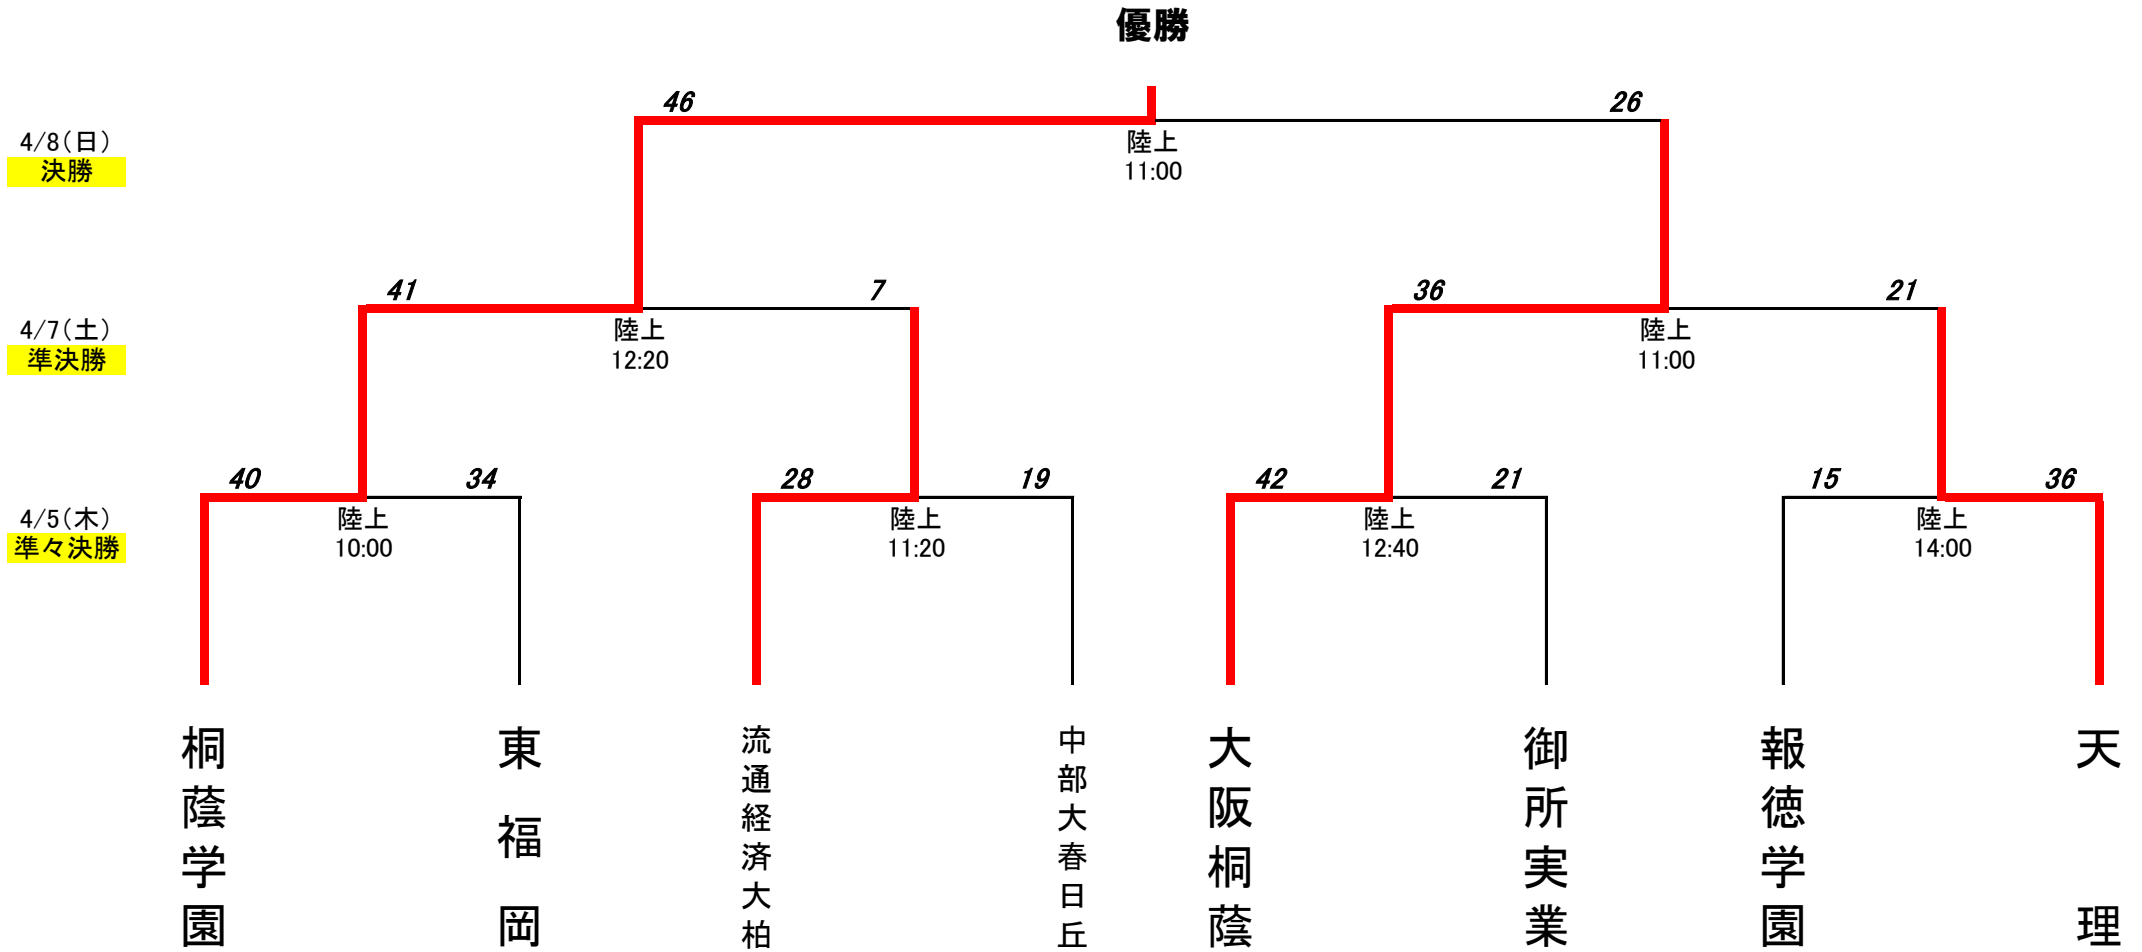 優勝
46
26
4/8(日)
決勝
陸上
11:00
41
7
36
21
4/7(土)
準決勝
陸上
12:20
陸上
11:00
40
34
28
19
42
21
15
36
4/5(木)
準々決勝
陸上
10:00
陸上
11:20
陸上
12:40
陸上
14:00
桐蔭学園
東福岡
流通経済大柏
中部大春日丘
大阪桐蔭
御所実業
報徳学園
天理